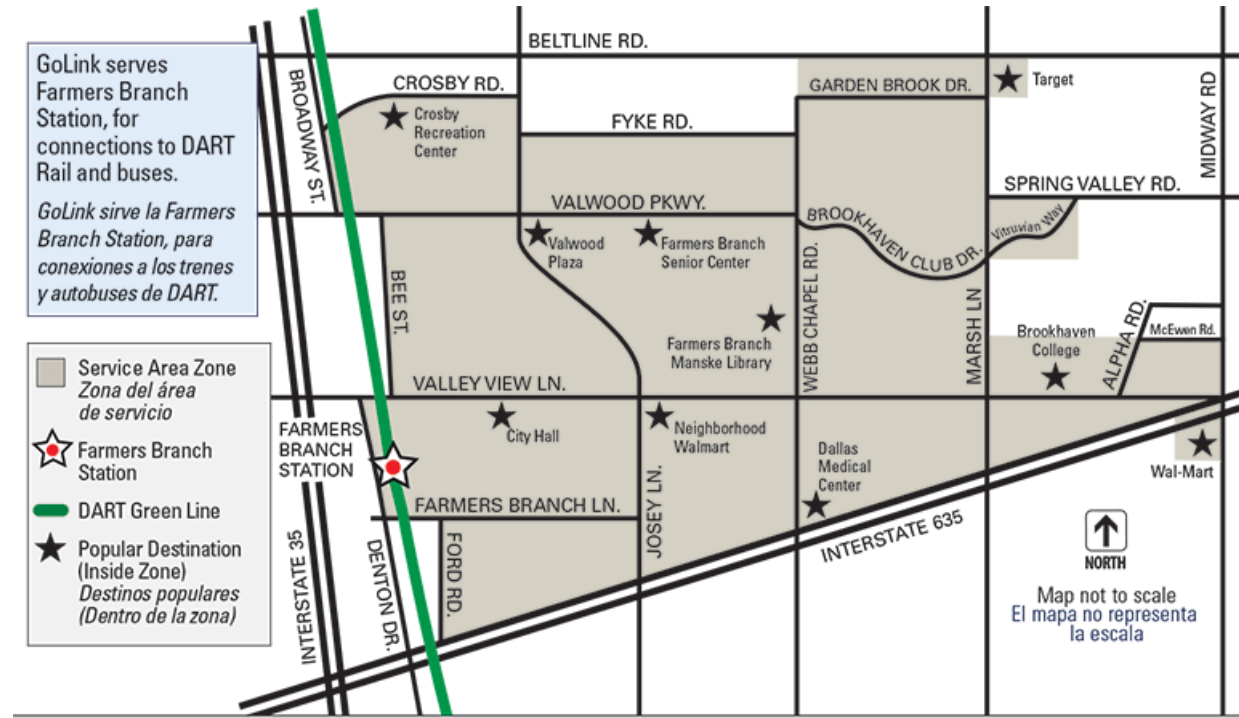 GoLink serves
Farmers Branch
Station, for
connections to DART
Rail and buses.
GoLink sirve la Farmers
Branch Station, para
conexiones a los trenes
y autobuses de DART.
Service Area Zone
Zona del área
de servicio
Farmers Branch
Station
DART Green Line
Popular Destination
(Inside Zone)
Destinos populares
(Dentro de la zona)
BELTLINE RD.
BROADWAY ST.
CROSBY RD.
Crosby
Recreation
Center
FYKE RD.
GARDEN BROOK DR.
Target
MIDWAY RD
SPRING VALLEY RD.
VALWOOD PKWY.
BROOKHAVEN CLUB DR.
Vitruvian Way
Valwood
Plaza
Farmers Branch
Senior Center
BEE ST.
WEBB CHAPEL RD.
MARSH LN
Farmers Branch
Manske Library
Brookhaven
College
ALPHA RD.
McEwen Rd.
VALLEY VIEW LN.
FARMERS
BRANCH
STATION
City Hall
Neighborhood
Walmart
Dallas
Medical
Center
Wal-Mart
FARMERS BRANCH LN.
JOSEY LN.
FORD RD.
DENTON DR.
INTERSTATE 35
INTERSTATE 635
NORTH
Map not to scale
El mapa no representa
la escala